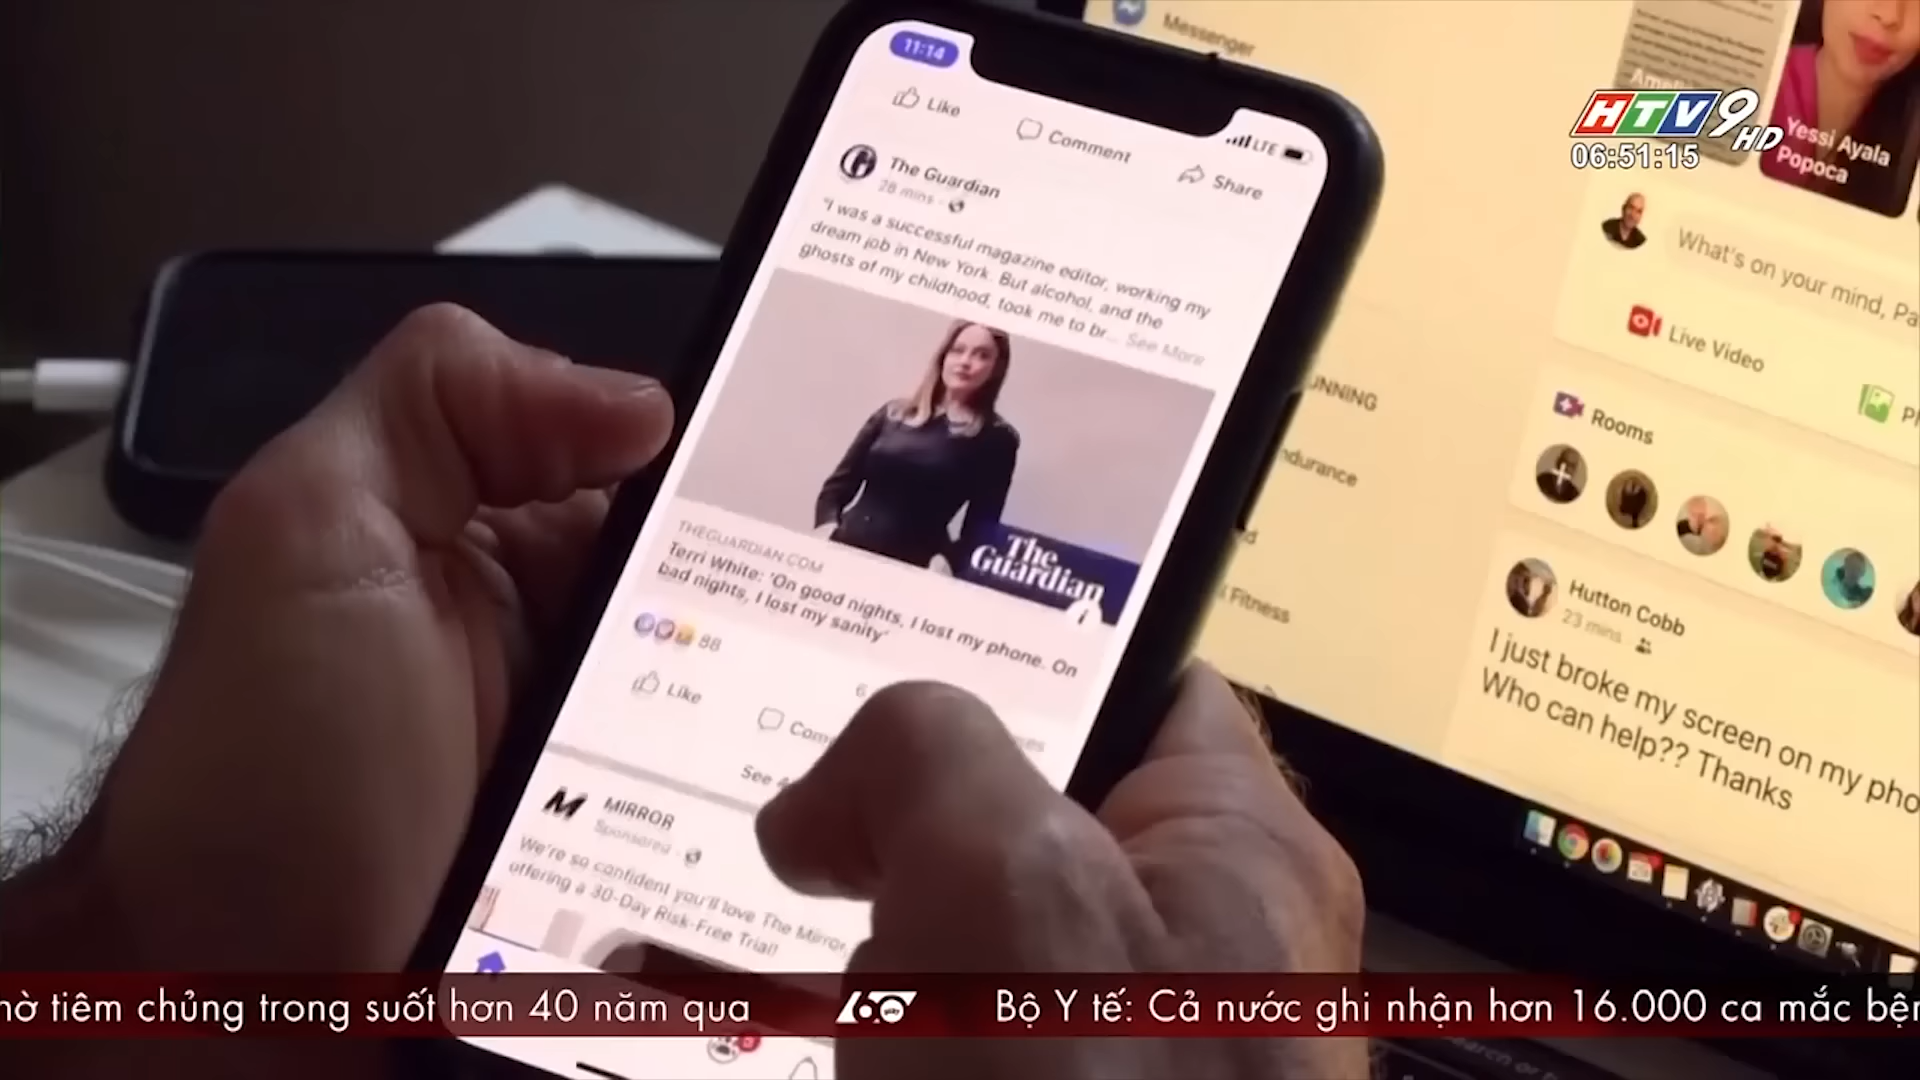 11:14
LTE
Like
Comment
Share
The Guardian
28 mins
"I was a successful magazine editor, working my
dream job in New York. But alcohol, and the
ghosts of my childhood, took me to br... See More
The
Guardian
THEGUARDIAN.COM
Terri White: 'On good nights, I lost my phone. On
bad nights, I lost my sanity'
88
Like
See
MIRROR
Sponsored
We're so confident you'll love The Mirror,
offering a 30-Day Risk-Free Trial!
Messenger
Yessi Ayala
Popoca
HTV9 HD
06:51:15
What's on your mind,
Live Video
Rooms
Fitness
Hutton Cobb
23 mins
I just broke my screen on my
Who can help?? Thanks
tiêm chủng trong suốt hơn 40 năm qua
60 giây
Bộ Y tế: Cả nước ghi nhận hơn 16.000 ca mắc